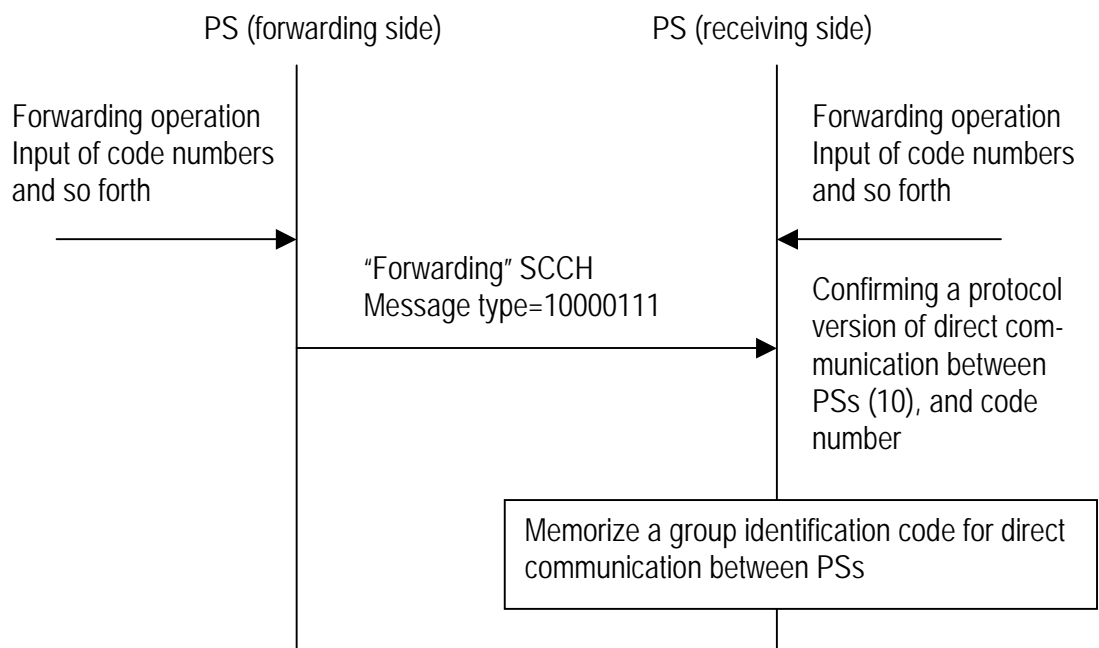 PS (forwarding side)
PS (receiving side)
Forwarding operation
Input of code numbers
and so forth
Forwarding operation
Input of code numbers
and so forth
"Forwarding" SCCH
Message type=10000111
Confirming a protocol
version of direct com-
munication between
PSs (10), and code
number
Memorize a group identification code for direct
communication between PSs